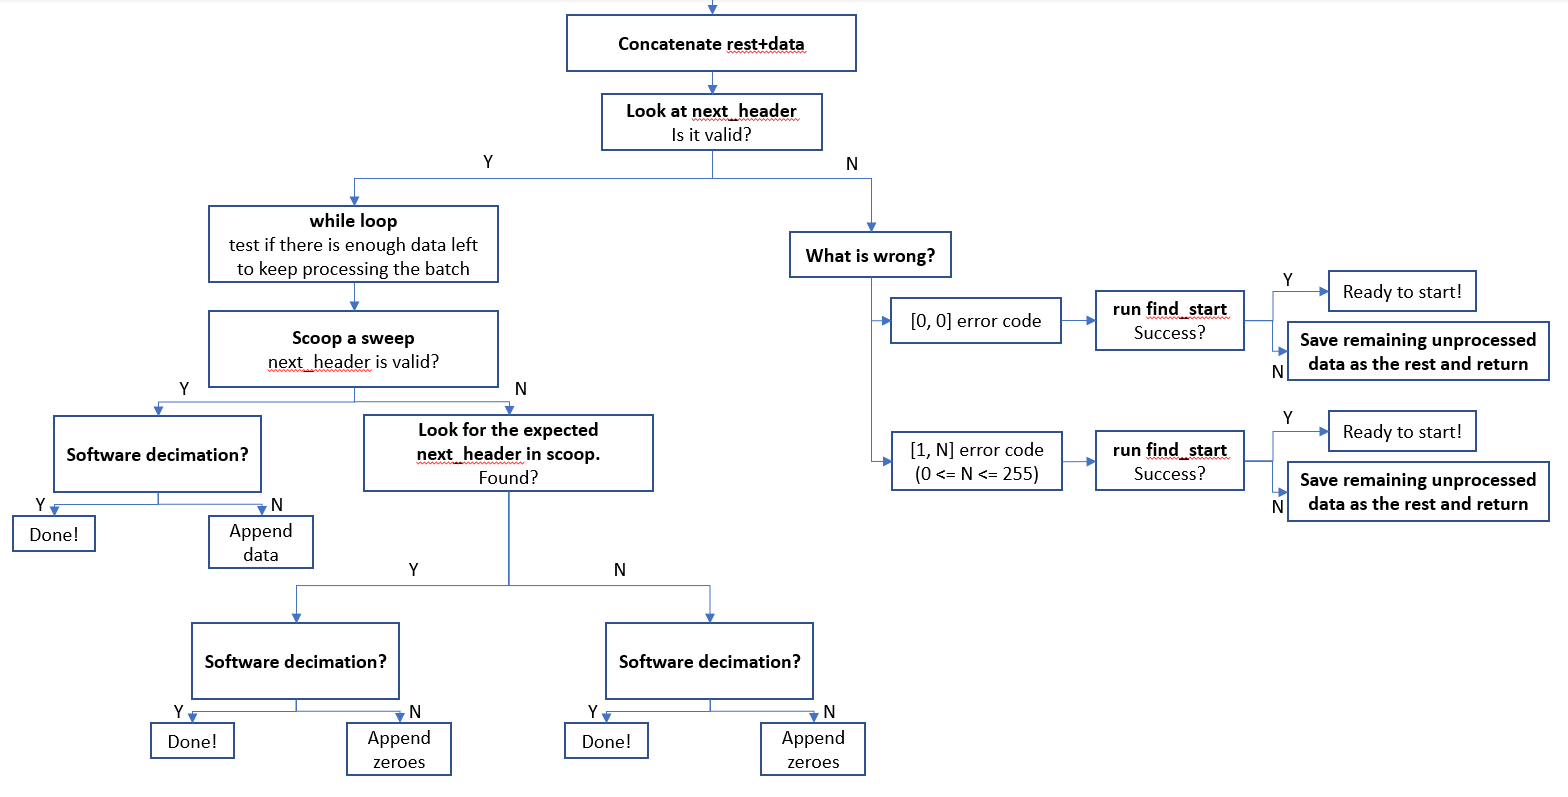 Concatenate rest+data
Look at next_header
Is it valid?
Y
N
while loop
test if there is enough data left
to keep processing the batch
What is wrong?
Scoop a sweep
next_header is valid?
[0, 0] error code
run find_start
Success?
Y
Ready to start!
N
Save remaining unprocessed
data as the rest and return
Y
N
Software decimation?
Look for the expected
next_header in scoop.
Found?
[1, N] error code
(0 <= N <= 255)
run find_start
Success?
Y
Ready to start!
N
Save remaining unprocessed
data as the rest and return
Y
N
Done!
Append
data
Y
N
Software decimation?
Software decimation?
Y
N
Done!
Append
zeroes
Y
N
Done!
Append
zeroes